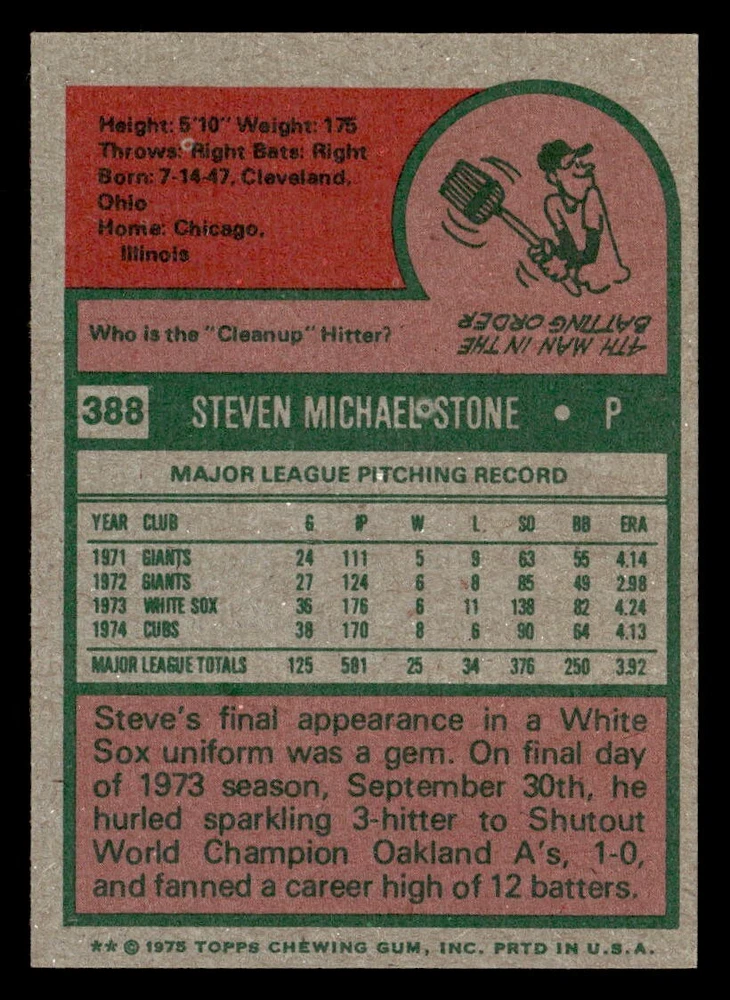 Height: 5'10" Weight: 175
Throws: Right Bats: Right
Born: 7-14-47, Cleveland,
Ohio
Home: Chicago,
Illinois
Who is the "Cleanup" Hitter?
4TH MAN IN THE
BATTING ORDER
388 STEVEN MICHAEL STONE • P
MAJOR LEAGUE PITCHING RECORD
YEAR CLUB G IP W L SO BB ERA
1971 GIANTS 24 111 5 9 63 55 4.14
1972 GIANTS 27 124 6 8 85 49 2.98
1973 WHITE SOX 36 176 6 11 138 82 4.24
1974 CUBS 38 170 8 6 90 64 4.13
MAJOR LEAGUE TOTALS 125 581 25 34 376 250 3.92
Steve's final appearance in a White
Sox uniform was a gem. On final day
of 1973 season, September 30th, he
hurled sparkling 3-hitter to Shutout
World Champion Oakland A's, 1-0,
and fanned a career high of 12 batters.
** © 1975 TOPPS CHEWING GUM, INC. PRTD IN U.S.A.